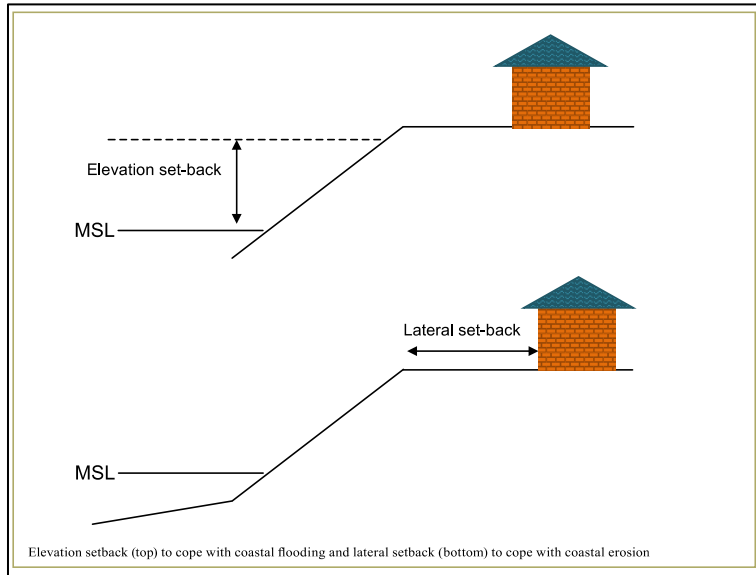 Elevation set-back
MSL
Lateral set-back
MSL
Elevation setback (top) to cope with coastal flooding and lateral setback (bottom) to cope with coastal erosion